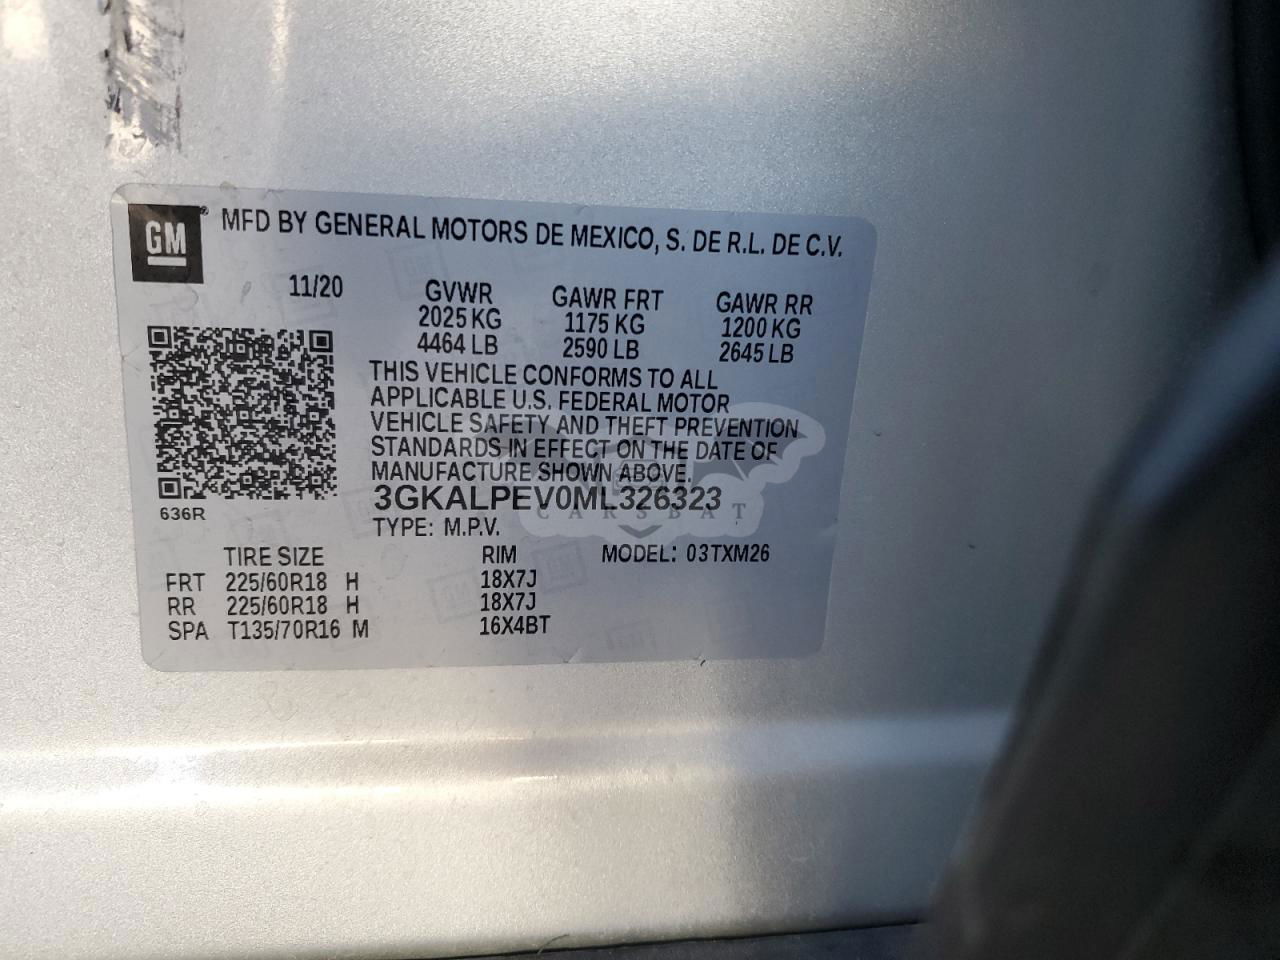 GM
MFD BY GENERAL MOTORS DE MEXICO, S. DE R.L. DE C.V.
11/20 GVWR GAWR FRT GAWR RR
2025 KG 1175 KG 1200 KG
4464 LB 2590 LB 2645 LB
THIS VEHICLE CONFORMS TO ALL
APPLICABLE U.S. FEDERAL MOTOR
VEHICLE SAFETY AND THEFT PREVENTION
STANDARDS IN EFFECT ON THE DATE OF
MANUFACTURE SHOWN ABOVE.
3GKALPEV0ML326323
CARSBAT
636R
TYPE: M.P.V.
TIRE SIZE RIM MODEL: 03TXM26
FRT 225/60R18 H 18X7J
RR 225/60R18 H 18X7J
SPA T135/70R16 M 16X4BT